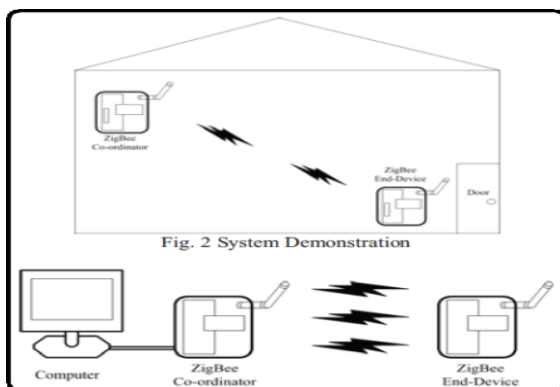 ZigBee
Co-ordinator
ZigBee
End-Device
Door
Fig. 2 System Demonstration
Computer
ZigBee
Co-ordinator
ZigBee
End-Device